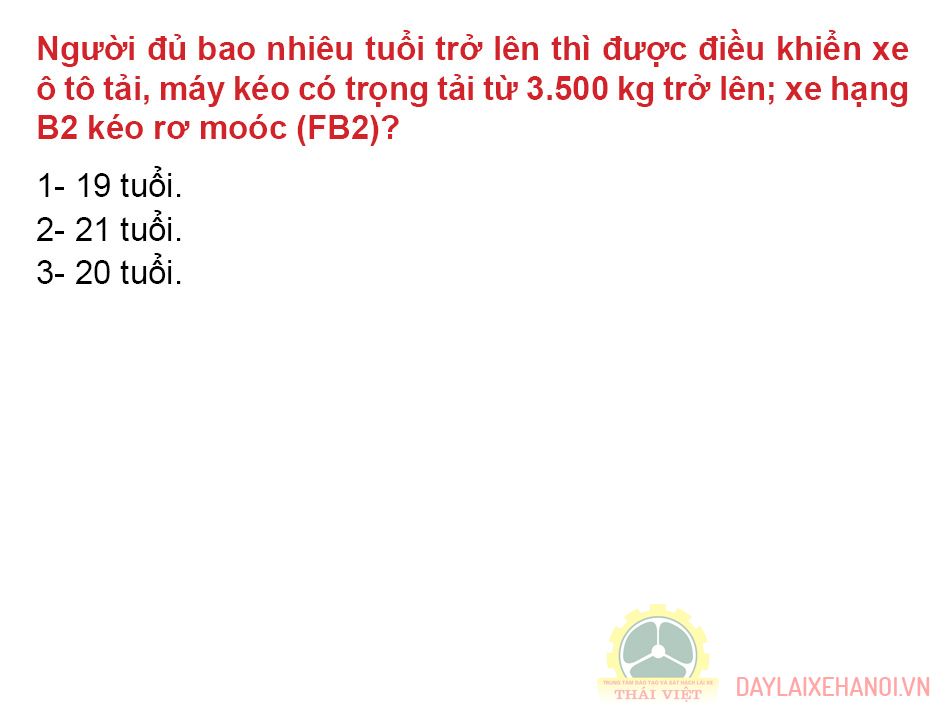 Người đủ bao nhiêu tuổi trở lên thì được điều khiển xe
ô tô tải, máy kéo có trọng tải từ 3.500 kg trở lên; xe hạng
B2 kéo rơ moóc (FB2)?
1- 19 tuổi.
2- 21 tuổi.
3- 20 tuổi.
TRUNG TÂM ĐÀO TẠO VÀ SÁT HẠCH LÁI XE
THÁI VIỆT
DAYLAIXEHANOI.VN